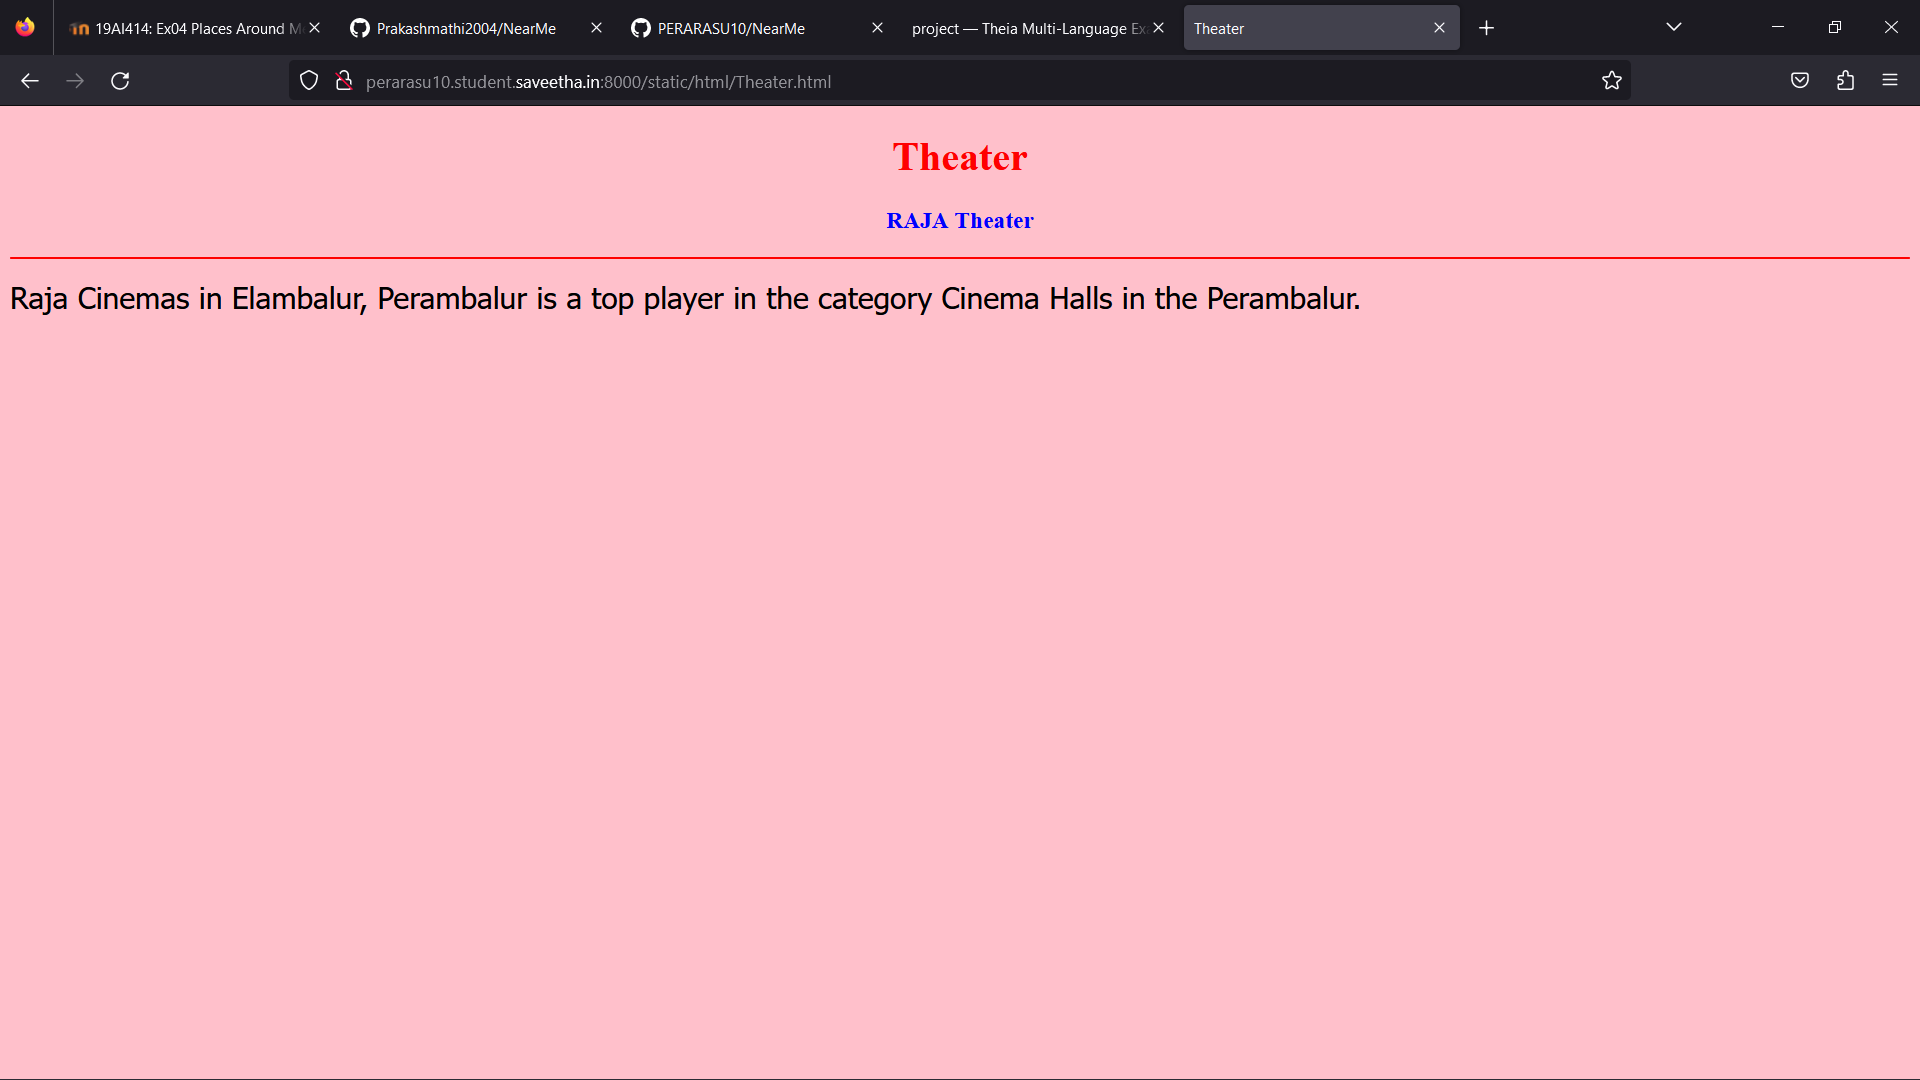 19AI414: Ex04 Places Around M
Prakashmathi2004/NearMe
PERARASU10/NearMe
project — Theia Multi-Language Ex
Theater
perarasu10.student.saveetha.in:8000/static/html/Theater.html
Theater
RAJA Theater
Raja Cinemas in Elambalur, Perambalur is a top player in the category Cinema Halls in the Perambalur.